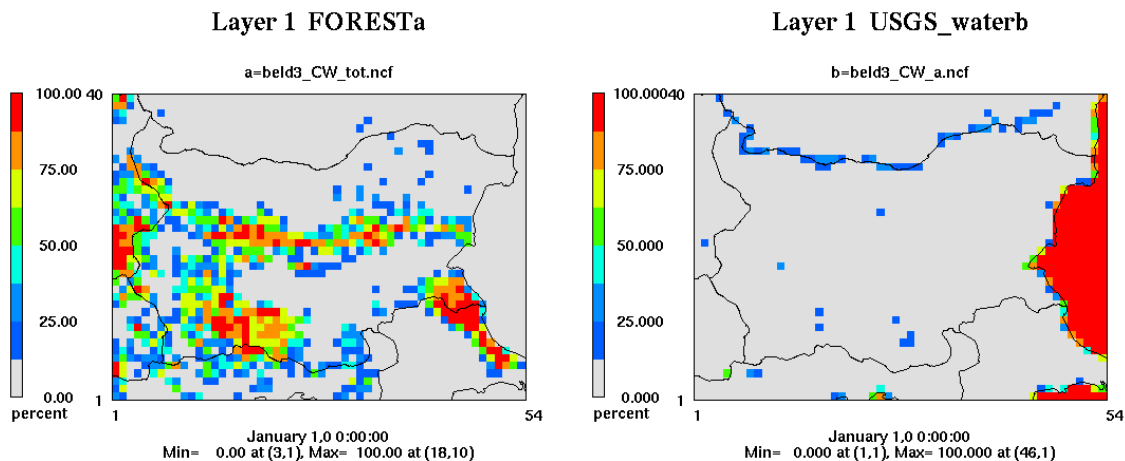 Layer 1 FORESTa
a=beld3_CW_tot.ncf
100.00
75.00
50.00
25.00
0.00
percent
40
1
1
54
January 1,0 0:00:00
Min= 0.00 at (3,1), Max= 100.00 at (18,10)
Layer 1 USGS_waterb
b=beld3_CW_a.ncf
100.000
75.000
50.000
25.000
0.000
percent
40
1
1
54
January 1,0 0:00:00
Min= 0.000 at (1,1), Max= 100.000 at (46,1)